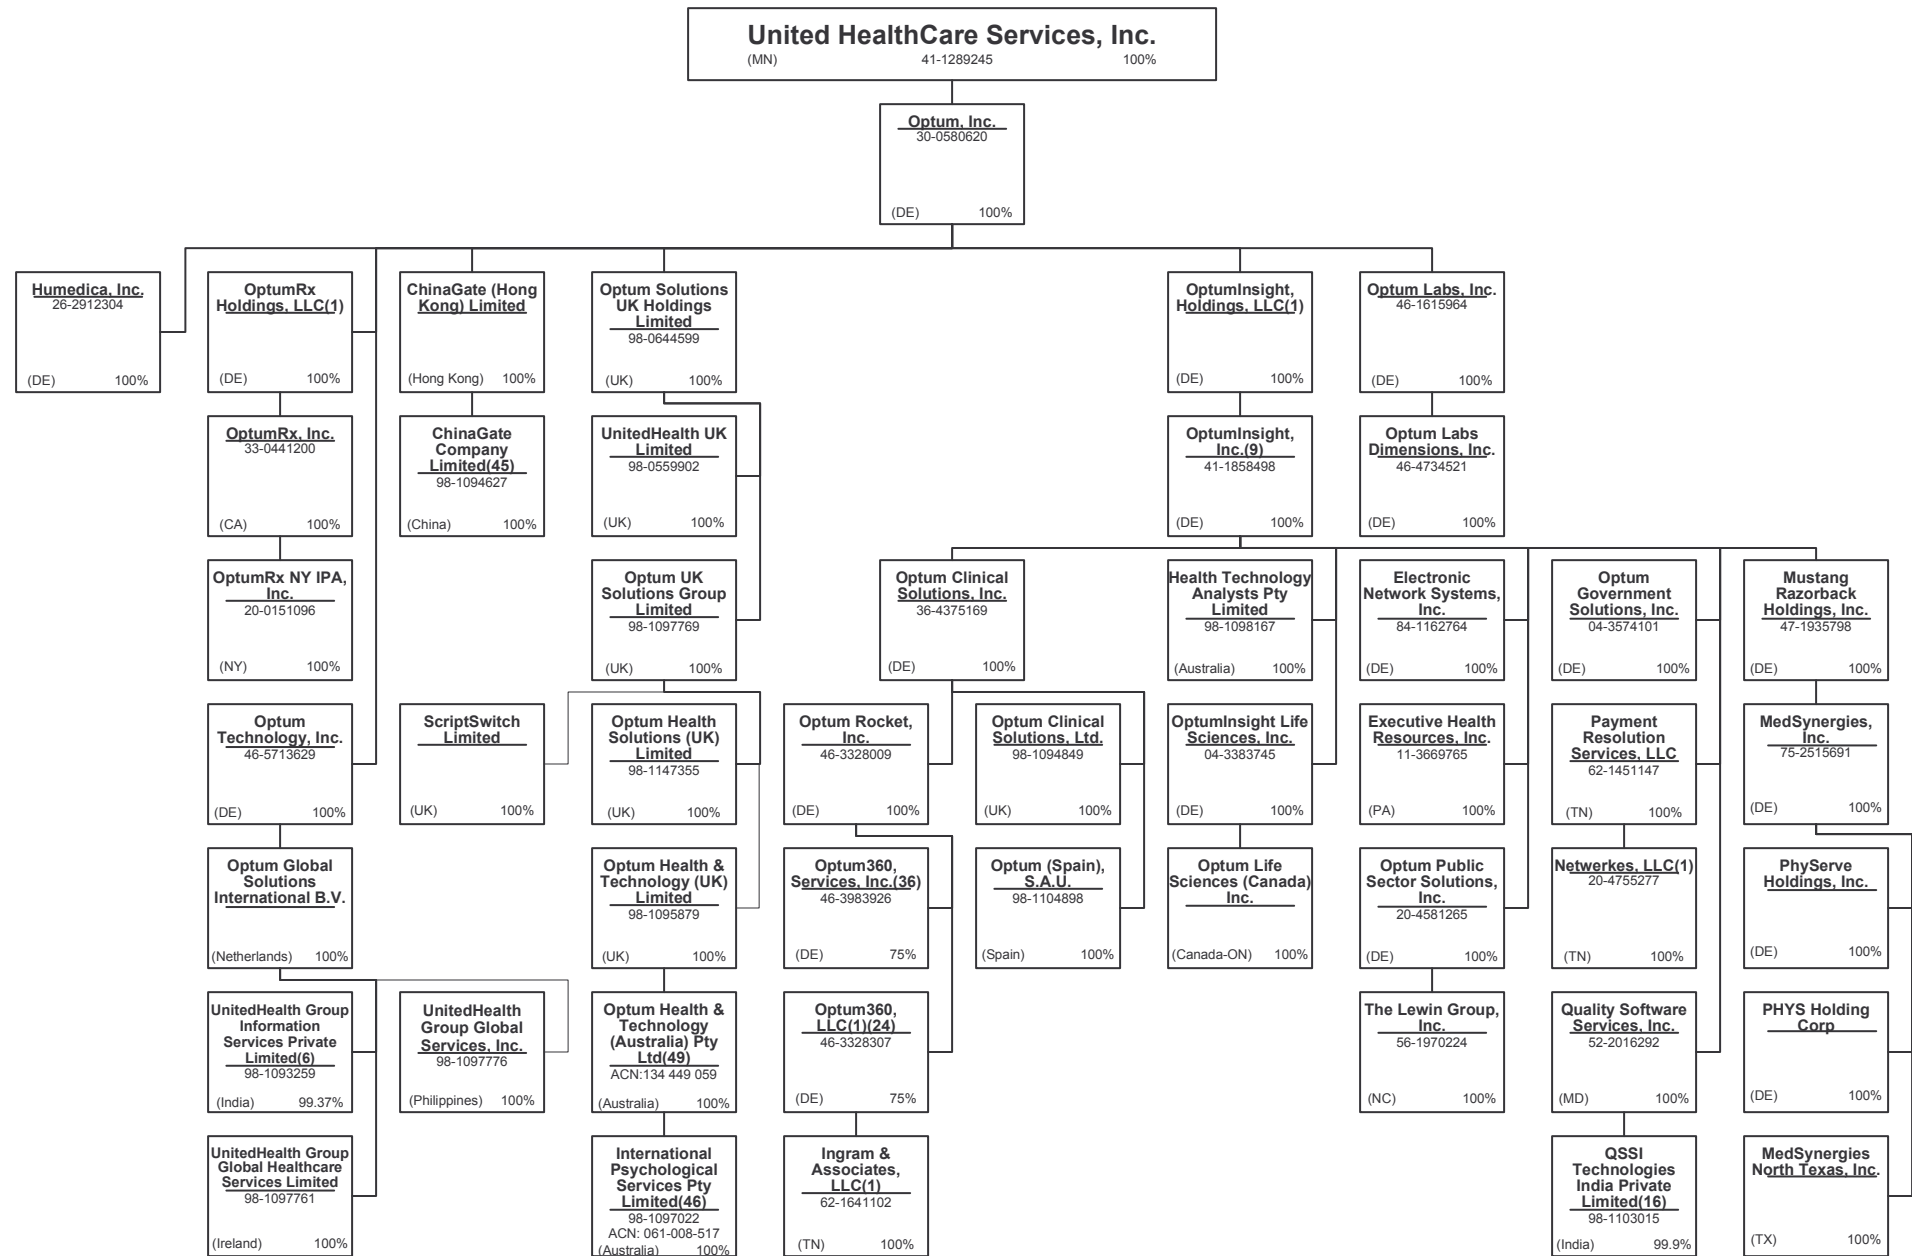 United HealthCare Services, Inc.
(MN) 41-1289245 100%
Optum, Inc.
30-0580620
(DE) 100%
Humedica, Inc.
26-2912304
(DE) 100%
OptumRx
Holdings, LLC(1)
(DE) 100%
ChinaGate (Hong
Kong) Limited
(Hong Kong) 100%
Optum Solutions
UK Holdings
Limited
98-0644599
(UK) 100%
OptumInsight,
Holdings, LLC(1)
(DE) 100%
Optum Labs, Inc.
46-1615964
(DE) 100%
OptumRx, Inc.
33-0441200
(CA) 100%
ChinaGate
Company
Limited(45)
98-1094627
(China) 100%
UnitedHealth UK
Limited
98-0559902
(UK) 100%
OptumInsight,
Inc.(9)
41-1858498
(DE) 100%
Optum Labs
Dimensions, Inc.
46-4734521
(DE) 100%
OptumRx NY IPA,
Inc.
20-0151096
(NY) 100%
Optum UK
Solutions Group
Limited
98-1097769
(UK) 100%
Optum Clinical
Solutions, Inc.
36-4375169
(DE) 100%
Health Technology
Analysts Pty
Limited
98-1098167
(Australia) 100%
Electronic
Network Systems,
Inc.
84-1162764
(DE) 100%
Optum
Government
Solutions, Inc.
04-3574101
(DE) 100%
Mustang
Razorback
Holdings, Inc.
47-1935798
(DE) 100%
Optum
Technology, Inc.
46-5713629
(DE) 100%
ScriptSwitch
Limited
(UK) 100%
Optum Health
Solutions (UK)
Limited
98-1147355
(UK) 100%
Optum Rocket,
Inc.
46-3328009
(DE) 100%
Optum Clinical
Solutions, Ltd.
98-1094849
(UK) 100%
OptumInsight Life
Sciences, Inc.
04-3383745
(DE) 100%
Executive Health
Resources, Inc.
11-3669765
(PA) 100%
Payment
Resolution
Services, LLC
62-1451147
(TN) 100%
MedSynergies,
Inc.
75-2515691
(DE) 100%
Optum Global
Solutions
International B.V.
(Netherlands) 100%
Optum Health &
Technology (UK)
Limited
98-1095879
(UK) 100%
Optum360,
Services, Inc.(36)
46-3983926
(DE) 75%
Optum (Spain),
S.A.U.
98-1104898
(Spain) 100%
Optum Life
Sciences (Canada)
Inc.
(Canada-ON) 100%
Optum Public
Sector Solutions,
Inc.
20-4581265
(DE) 100%
Netwerkes, LLC(1)
20-4755277
(TN) 100%
PhyServe
Holdings, Inc.
(DE) 100%
UnitedHealth Group
Information
Services Private
Limited(6)
98-1093259
(India) 99.37%
UnitedHealth
Group Global
Services, Inc.
98-1097776
(Philippines) 100%
Optum Health &
Technology
(Australia) Pty
Ltd(49)
ACN:134 449 059
(Australia) 100%
Optum360,
LLC(1)(24)
46-3328307
(DE) 75%
The Lewin Group,
Inc.
56-1970224
(NC) 100%
Quality Software
Services, Inc.
52-2016292
(MD) 100%
PHYS Holding
Corp
(DE) 100%
UnitedHealth Group
Global Healthcare
Services Limited
98-1097761
(Ireland) 100%
International
Psychological
Services Pty
Limited(46)
98-1097022
ACN: 061-008-517
(Australia) 100%
Ingram &
Associates,
LLC(1)
62-1641102
(TN) 100%
QSSI
Technologies
India Private
Limited(16)
98-1103015
(India) 99.9%
MedSynergies
North Texas, Inc.
(TX) 100%